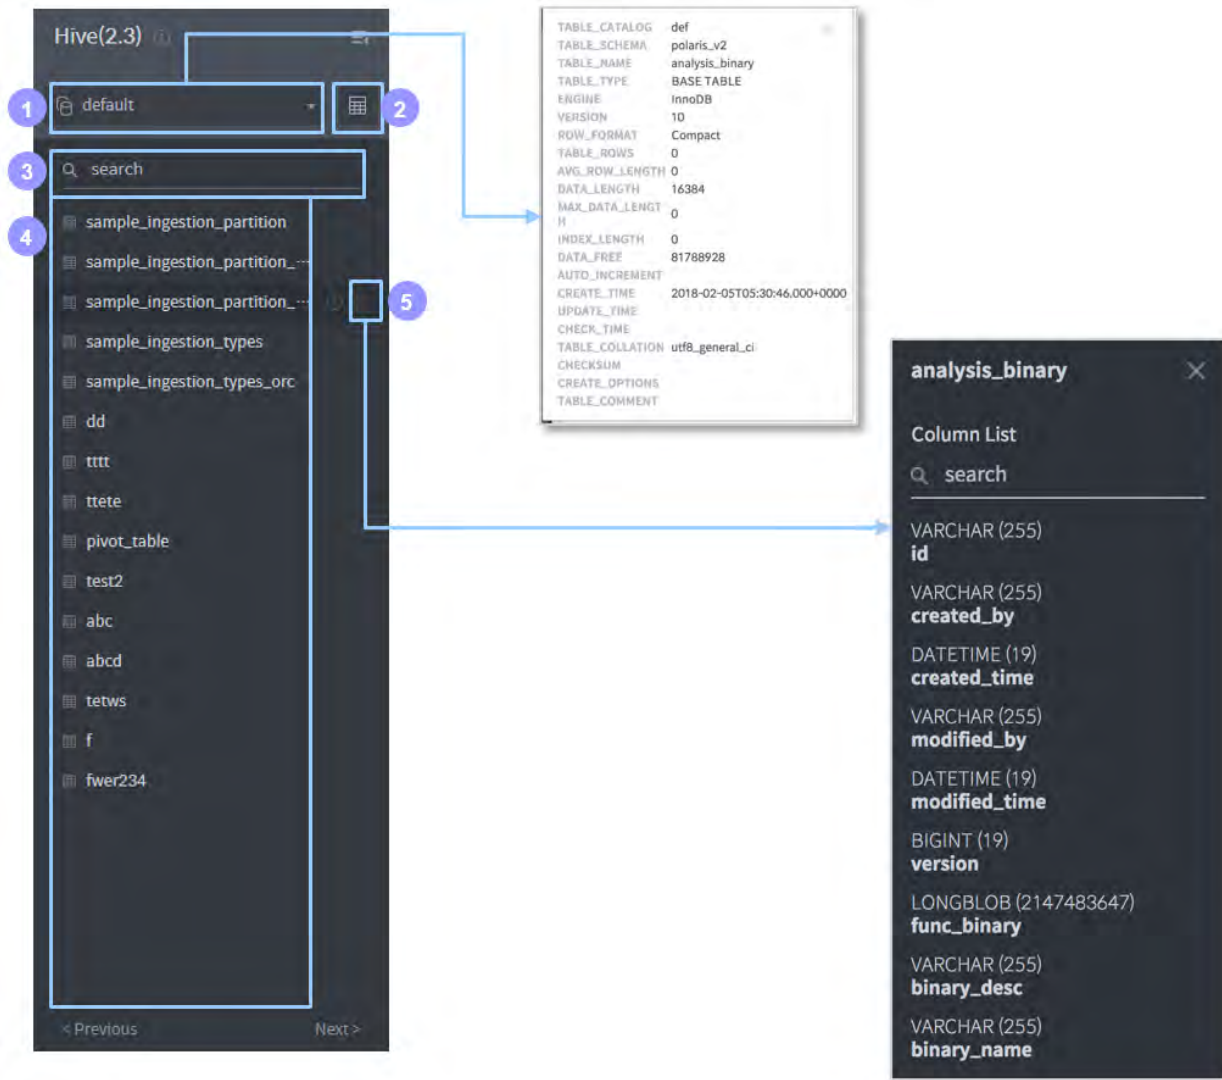 Hive(2.3)
1
default
2
3
search
4
sample_ingestion_partition
sample_ingestion_partition_...
sample_ingestion_partition_...
5
sample_ingestion_types
sample_ingestion_types_orc
dd
tttt
ttete
pivot_table
test2
abc
abcd
tetws
f
fwer234
< Previous
Next >
TABLE_CATALOG def
TABLE_SCHEMA polaris_v2
TABLE_NAME analysis_binary
TABLE_TYPE BASE TABLE
ENGINE InnoDB
VERSION 10
ROW_FORMAT Compact
TABLE_ROWS 0
AVG_ROW_LENGTH 0
DATA_LENGTH 16384
MAX_DATA_LENGT
H 0
INDEX_LENGTH 0
DATA_FREE 81788928
AUTO_INCREMENT
CREATE_TIME 2018-02-05T05:30:46.000+0000
UPDATE_TIME
CHECK_TIME
TABLE_COLLATION utf8_general_ci
CHECKSUM
CREATE_OPTIONS
TABLE_COMMENT
analysis_binary
Column List
search
VARCHAR (255)
id
VARCHAR (255)
created_by
DATETIME (19)
created_time
VARCHAR (255)
modified_by
DATETIME (19)
modified_time
BIGINT (19)
version
LONGBLOB (2147483647)
func_binary
VARCHAR (255)
binary_desc
VARCHAR (255)
binary_name